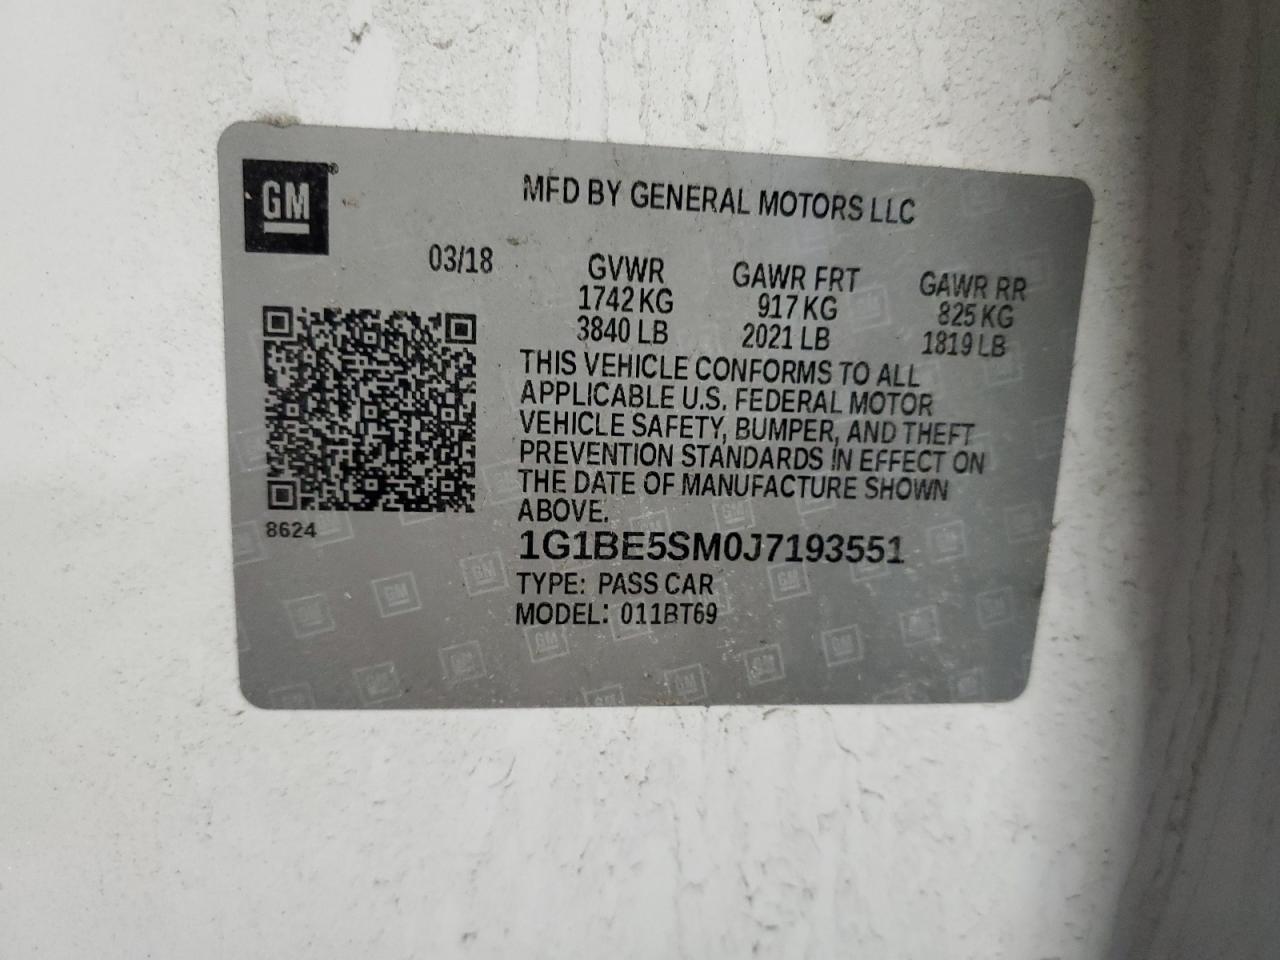 GM
MFD BY GENERAL MOTORS LLC
03/18
GVWR GAWR FRT GAWR RR
1742 KG 917 KG 825 KG
3840 LB 2021 LB 1819 LB
THIS VEHICLE CONFORMS TO ALL
APPLICABLE U.S. FEDERAL MOTOR
VEHICLE SAFETY, BUMPER, AND THEFT
PREVENTION STANDARDS IN EFFECT ON
THE DATE OF MANUFACTURE SHOWN
ABOVE.
8624
1G1BE5SM0J7193551
TYPE: PASS CAR
MODEL: 011BT69